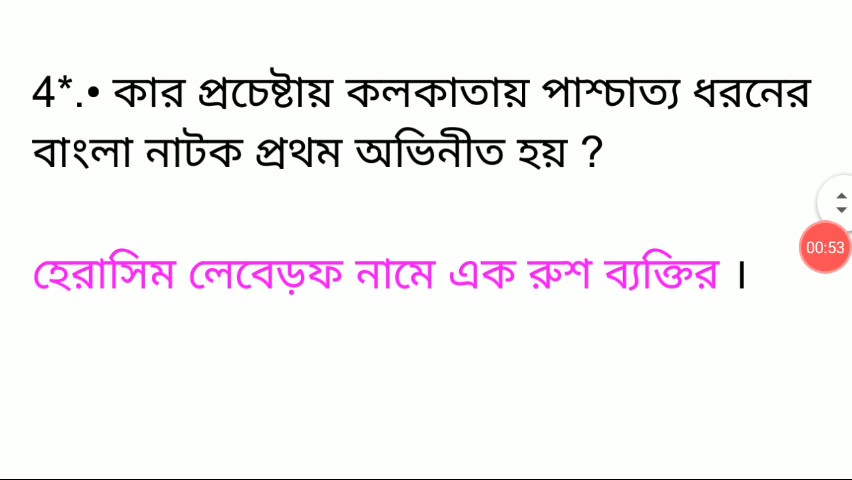 4*.• কার প্রচেষ্টায় কলকাতায় পাশ্চাত্য ধরনের
বাংলা নাটক প্রথম অভিনীত হয় ?
হেরাসিম লেবেড়ফ নামে এক রুশ ব্যক্তির ।
00:53